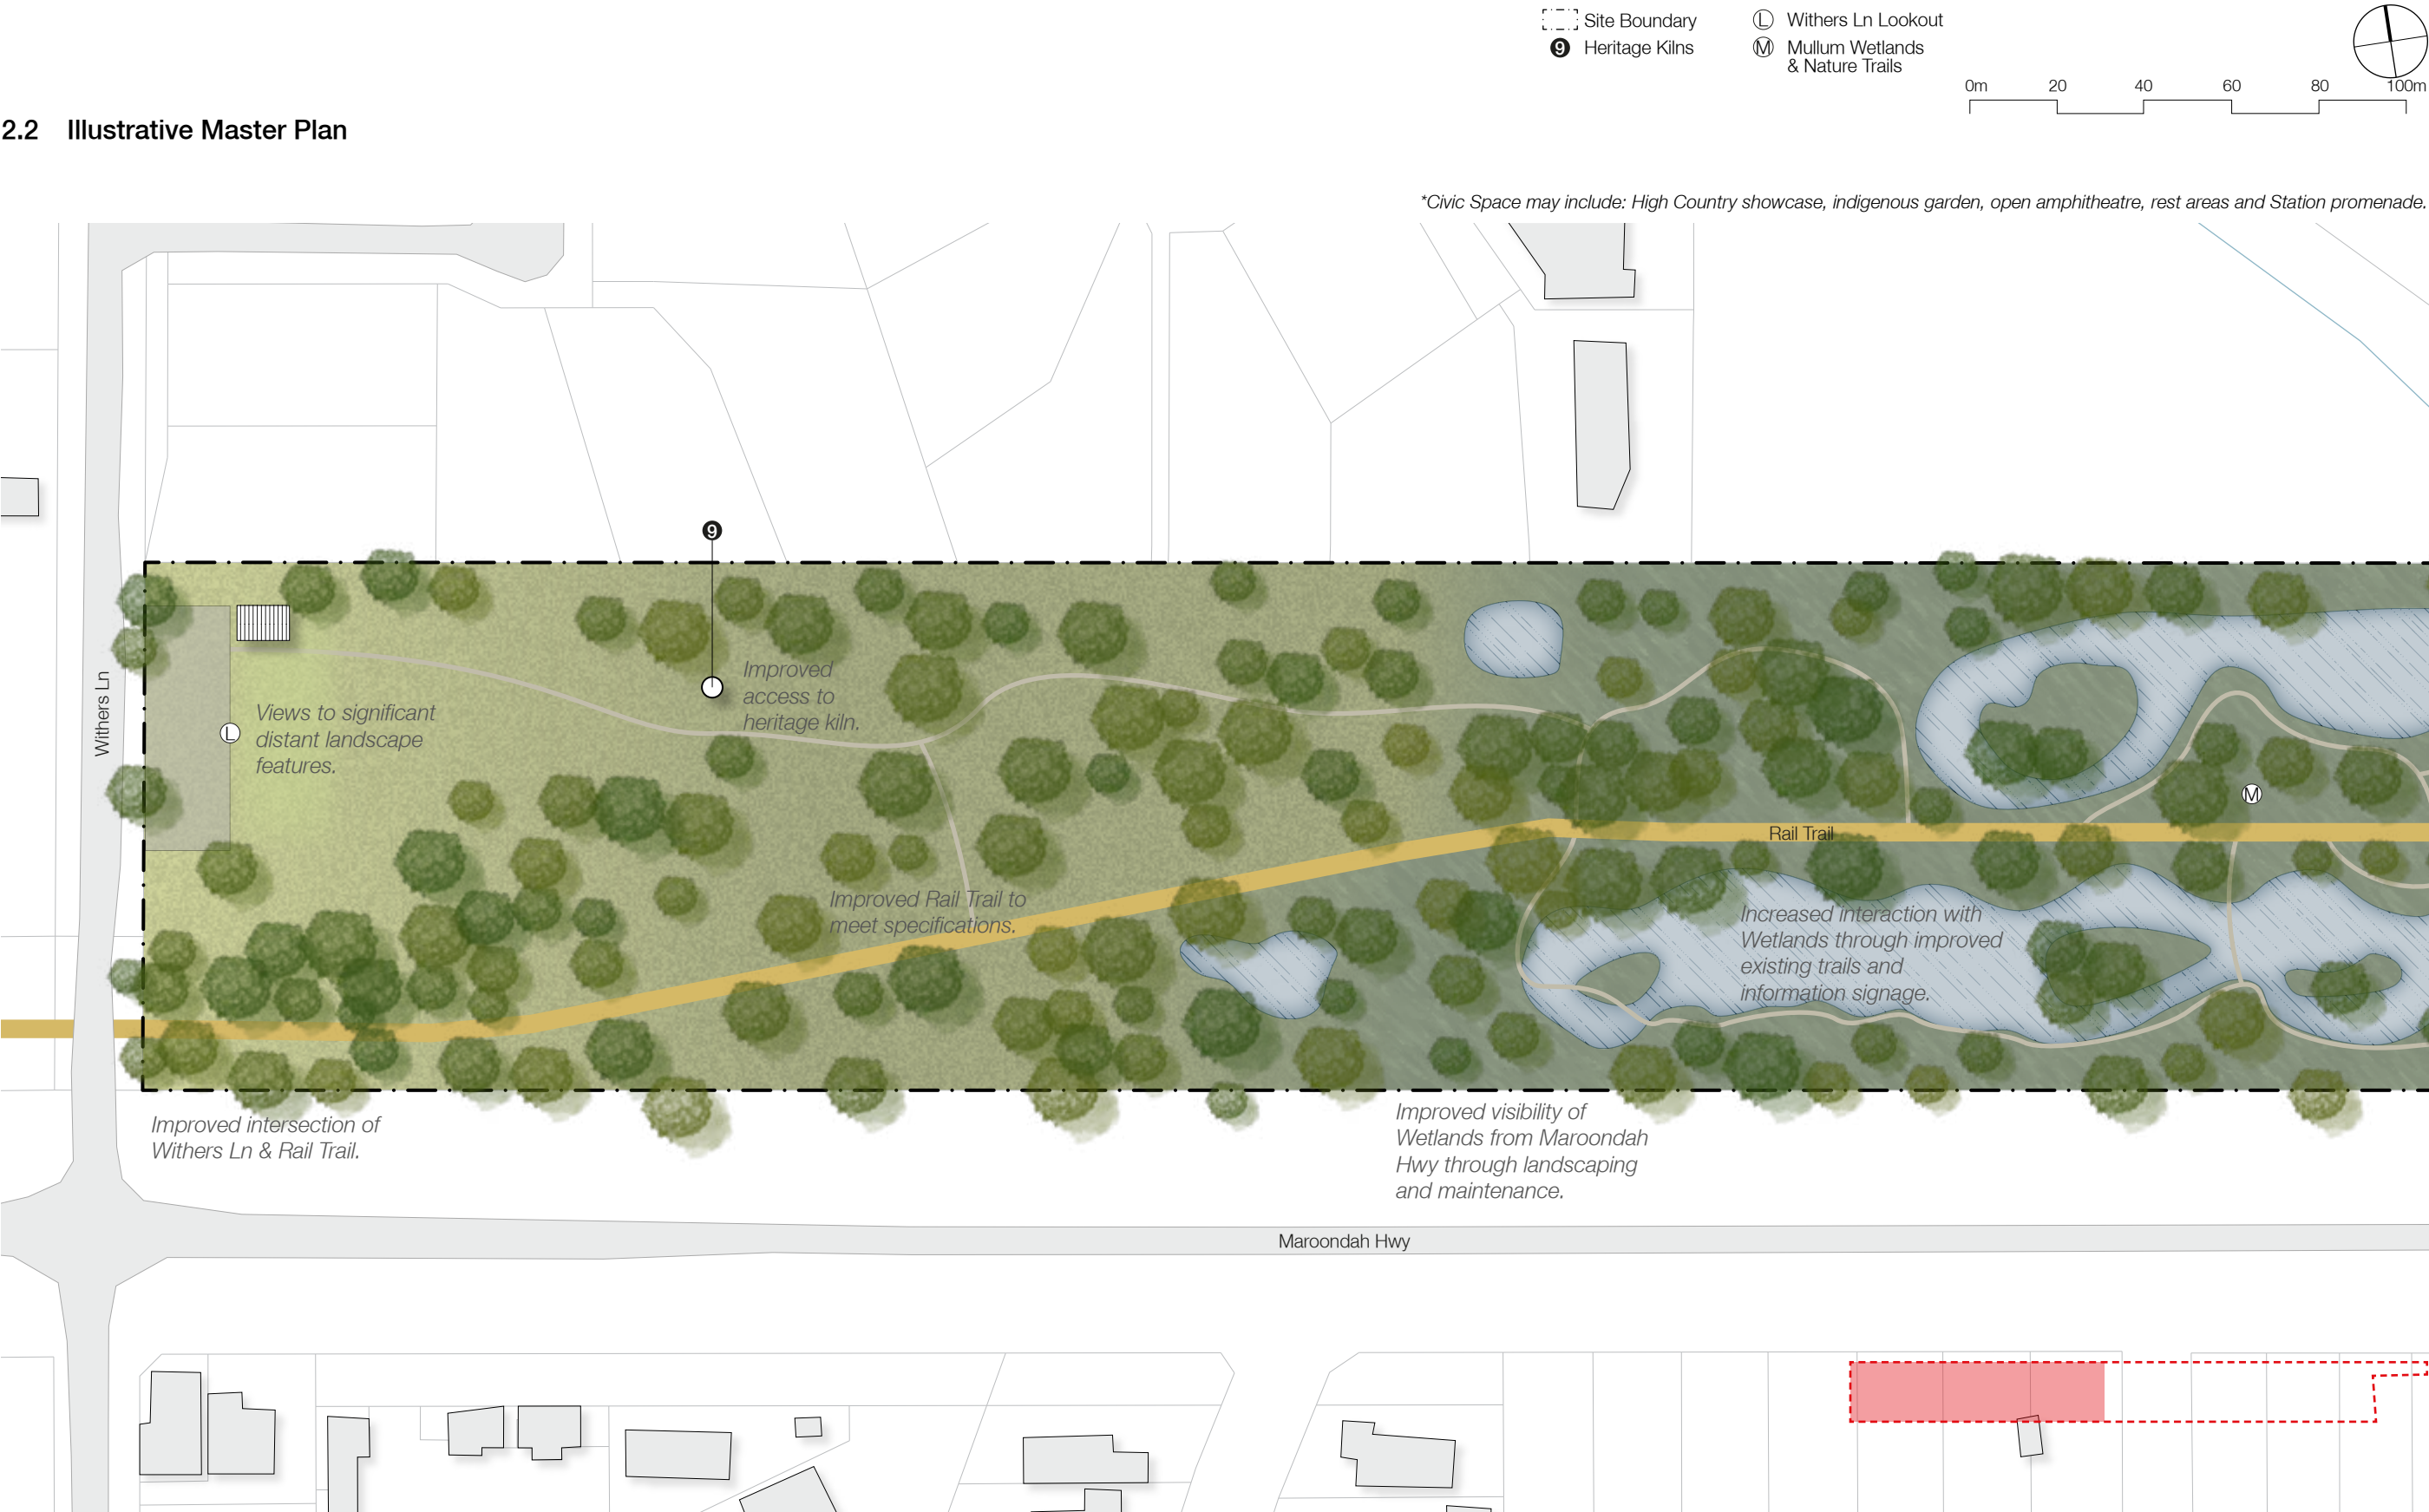 Site Boundary
9 Heritage Kilns
L Withers Ln Lookout
M Mullum Wetlands
& Nature Trails
0m 20 40 60 80 100m
2.2 Illustrative Master Plan
*Civic Space may include: High Country showcase, indigenous garden, open amphitheatre, rest areas and Station promenade.
9
Improved
access to
heritage kiln.
Withers Ln
L
Views to significant
distant landscape
features.
M
Rail Trail
Improved Rail Trail to
meet specifications.
Increased interaction with
Wetlands through improved
existing trails and
information signage.
Improved intersection of
Withers Ln & Rail Trail.
Improved visibility of
Wetlands from Maroondah
Hwy through landscaping
and maintenance.
Maroondah Hwy